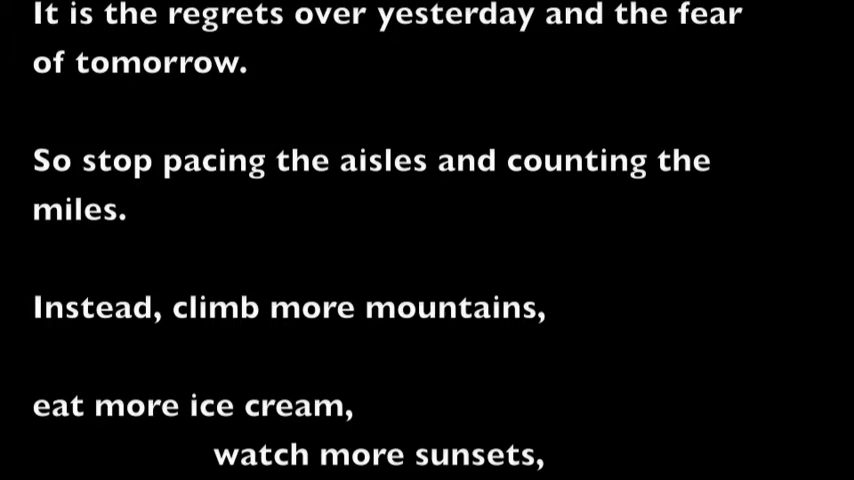 It is the regrets over yesterday and the fear
of tomorrow.
So stop pacing the aisles and counting the
miles.
Instead, climb more mountains,
eat more ice cream,
watch more sunsets,